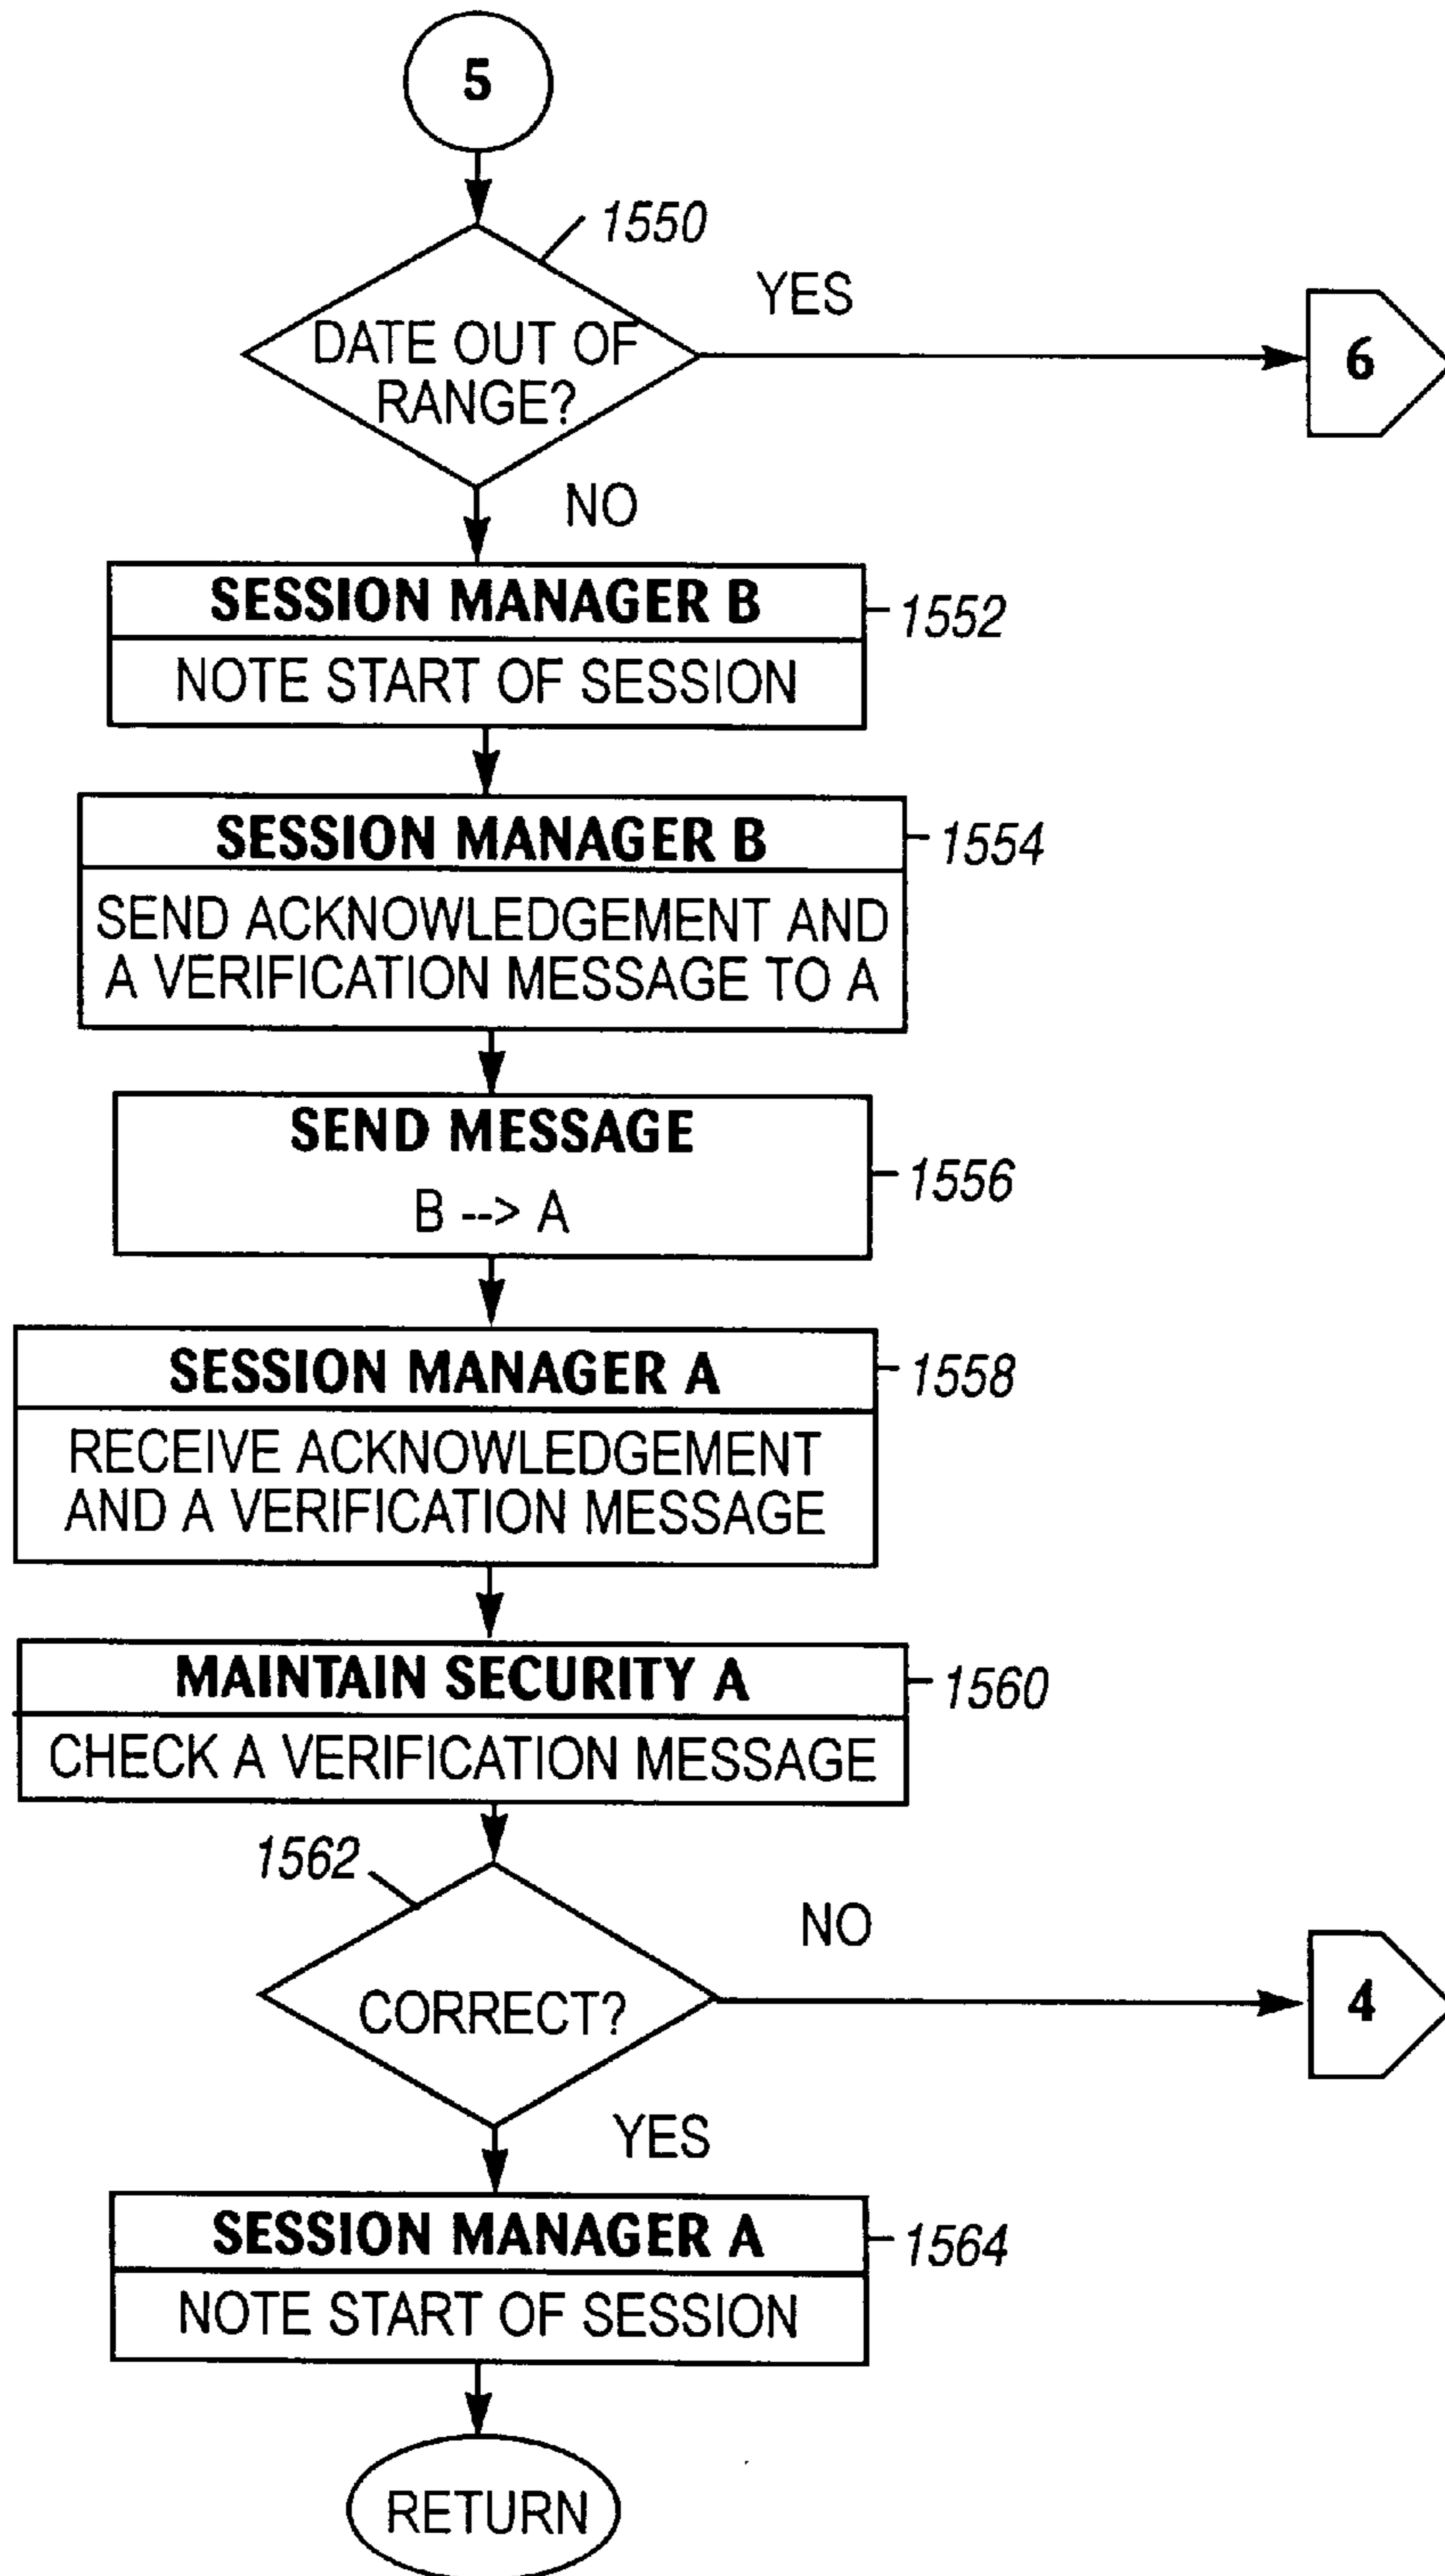 5
1550
YES
DATE OUT OF
RANGE?
6
NO
SESSION MANAGER B
1552
NOTE START OF SESSION
SESSION MANAGER B
1554
SEND ACKNOWLEDGEMENT AND
A VERIFICATION MESSAGE TO A
SEND MESSAGE
1556
B --> A
SESSION MANAGER A
1558
RECEIVE ACKNOWLEDGEMENT
AND A VERIFICATION MESSAGE
MAINTAIN SECURITY A
1560
CHECK A VERIFICATION MESSAGE
1562
NO
CORRECT?
4
YES
SESSION MANAGER A
1564
NOTE START OF SESSION
RETURN